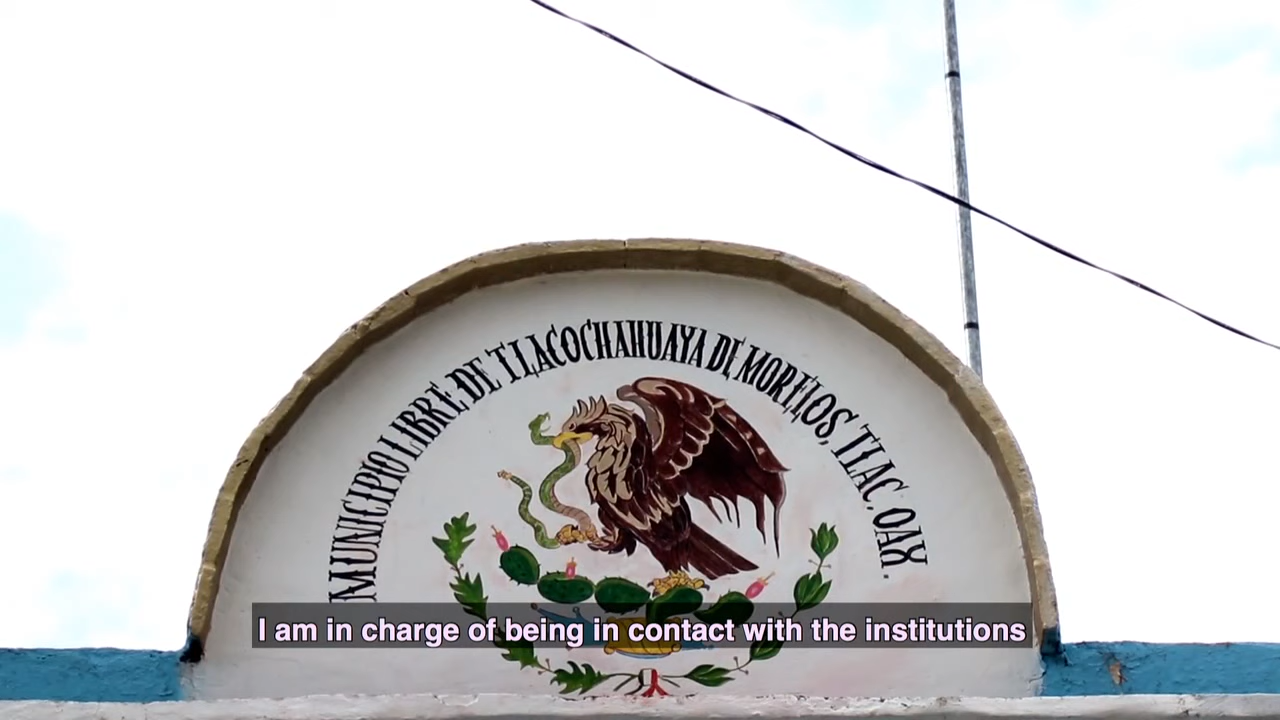 MUNICIPIO LIBRE DE TLACOCHAHUAYA DE MORELOS, TLAC. OAX.
I am in charge of being in contact with the institutions